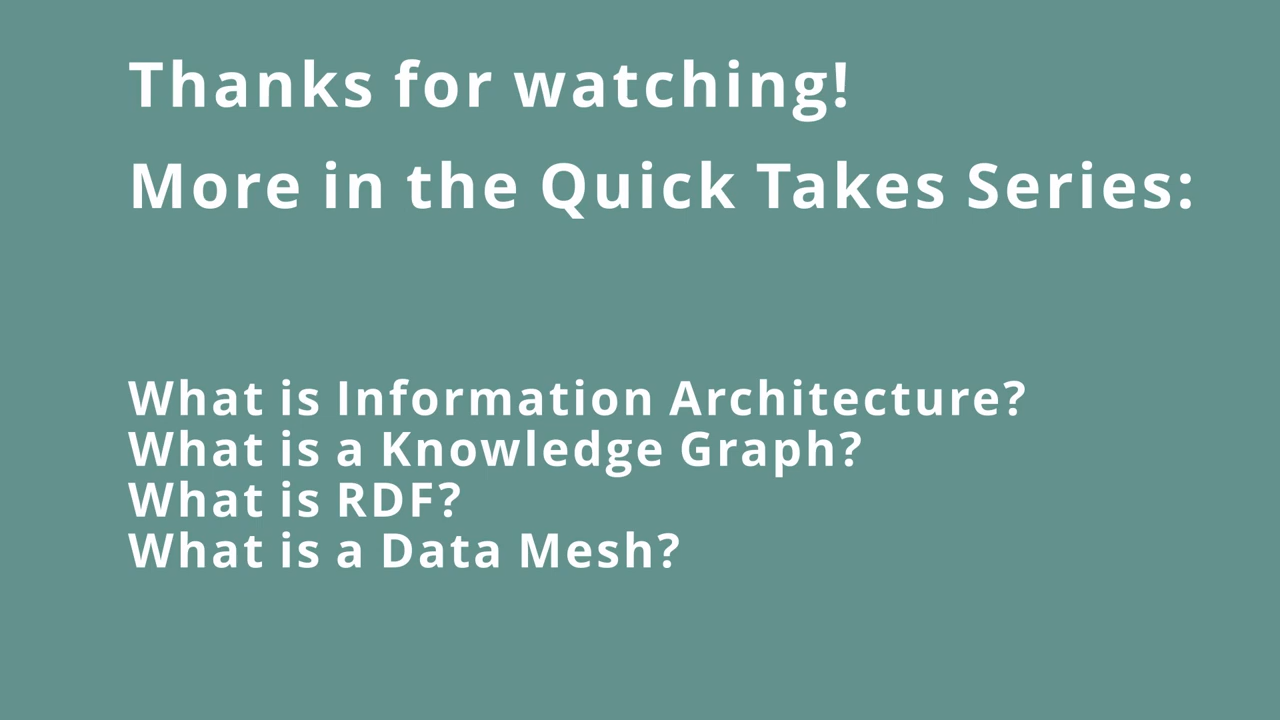 Thanks for watching!
More in the Quick Takes Series:
What is Information Architecture?
What is a Knowledge Graph?
What is RDF?
What is a Data Mesh?